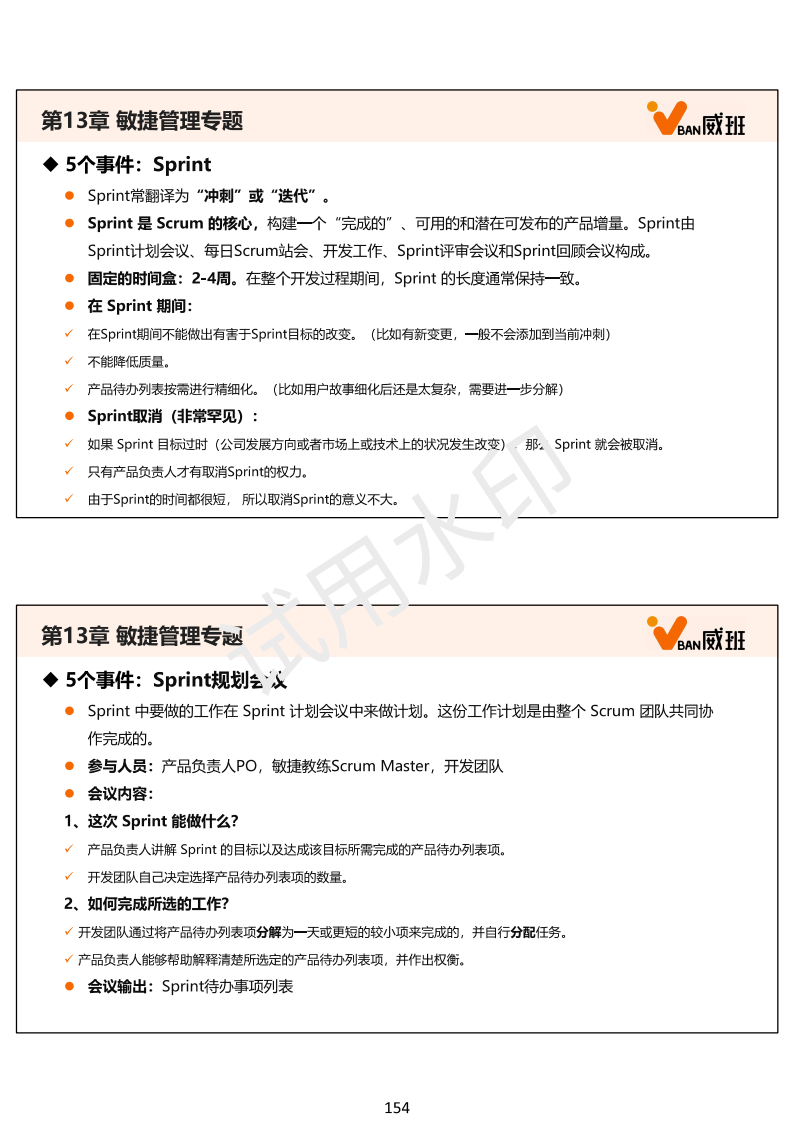 第13章 敏捷管理专题
BAN威班
◆ 5个事件：Sprint
● Sprint常翻译为“冲刺”或“迭代”。
● Sprint 是 Scrum 的核心，构建一个“完成的”、可用的和潜在可发布的产品增量。Sprint由
Sprint计划会议、每日Scrum站会、开发工作、Sprint评审会议和Sprint回顾会议构成。
● 固定的时间盒：2-4周。在整个开发过程期间，Sprint 的长度通常保持一致。
● 在 Sprint 期间：
✓ 在Sprint期间不能做出有害于Sprint目标的改变。（比如有新变更，一般不会添加到当前冲刺）
✓ 不能降低质量。
✓ 产品待办列表按需进行精细化。（比如用户故事细化后还是太复杂，需要进一步分解）
● Sprint取消（非常罕见）：
✓ 如果 Sprint 目标过时（公司发展方向或者市场上或技术上的状况发生改变），那么 Sprint 就会被取消。
✓ 只有产品负责人才有取消Sprint的权力。
✓ 由于Sprint的时间都很短， 所以取消Sprint的意义不大。
试用水印
第13章 敏捷管理专题
BAN威班
◆ 5个事件：Sprint规划会议
● Sprint 中要做的工作在 Sprint 计划会议中来做计划。这份工作计划是由整个 Scrum 团队共同协
作完成的。
● 参与人员：产品负责人PO，敏捷教练Scrum Master，开发团队
● 会议内容：
1、这次 Sprint 能做什么？
✓ 产品负责人讲解 Sprint 的目标以及达成该目标所需完成的产品待办列表项。
✓ 开发团队自己决定选择产品待办列表项的数量。
2、如何完成所选的工作？
✓ 开发团队通过将产品待办列表项分解为一天或更短的较小项来完成的，并自行分配任务。
✓ 产品负责人能够帮助解释清楚所选定的产品待办列表项，并作出权衡。
● 会议输出：Sprint待办事项列表
154